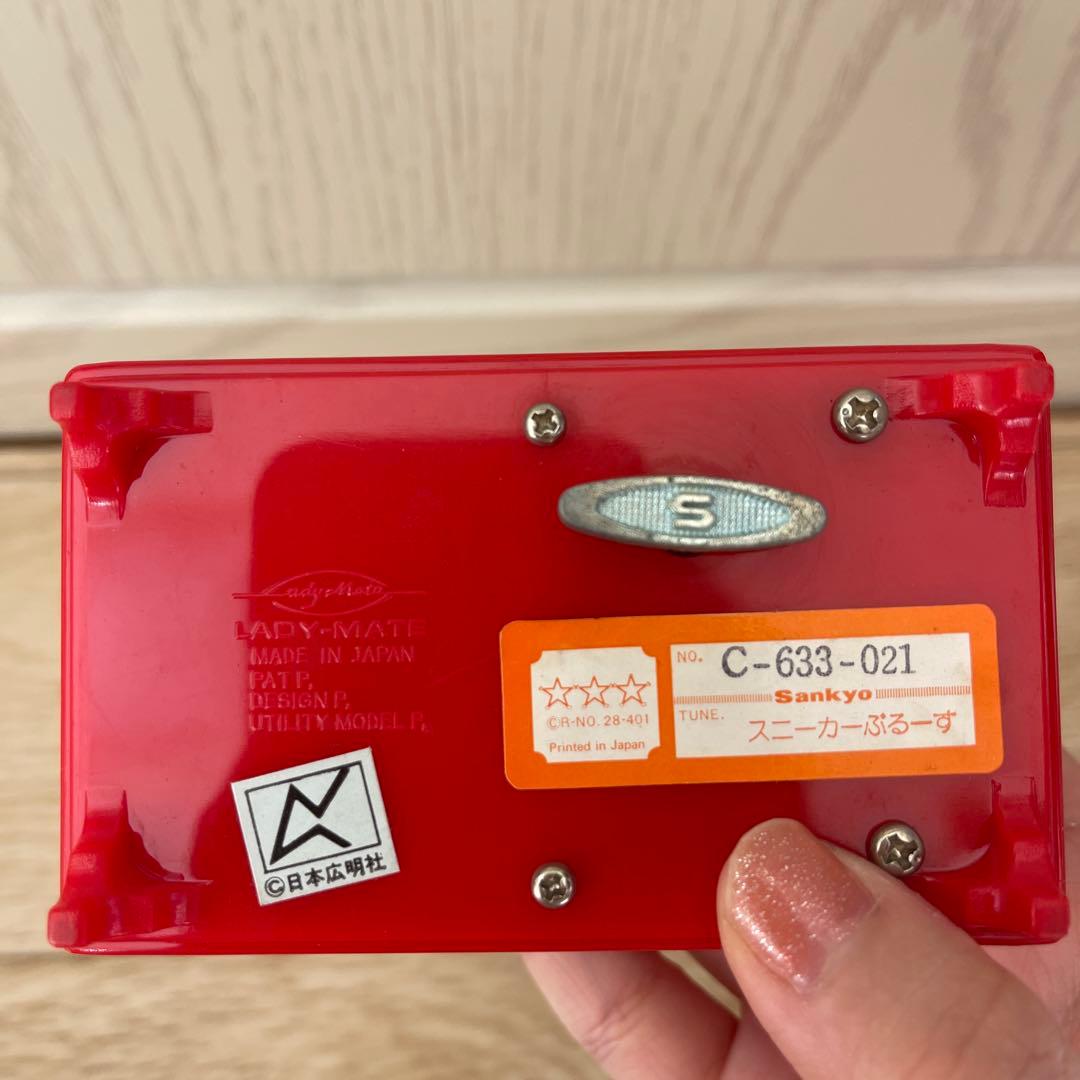 S
Lady Mate
LADY-MATE
MADE IN JAPAN
PAT P,
DESIGN P,
UTILITY MODEL P,
©日本広明社
ⒸR-NO. 28-401
Printed in Japan
NO. C-633-021
Sankyo
TUNE. スニーカーぶるーす